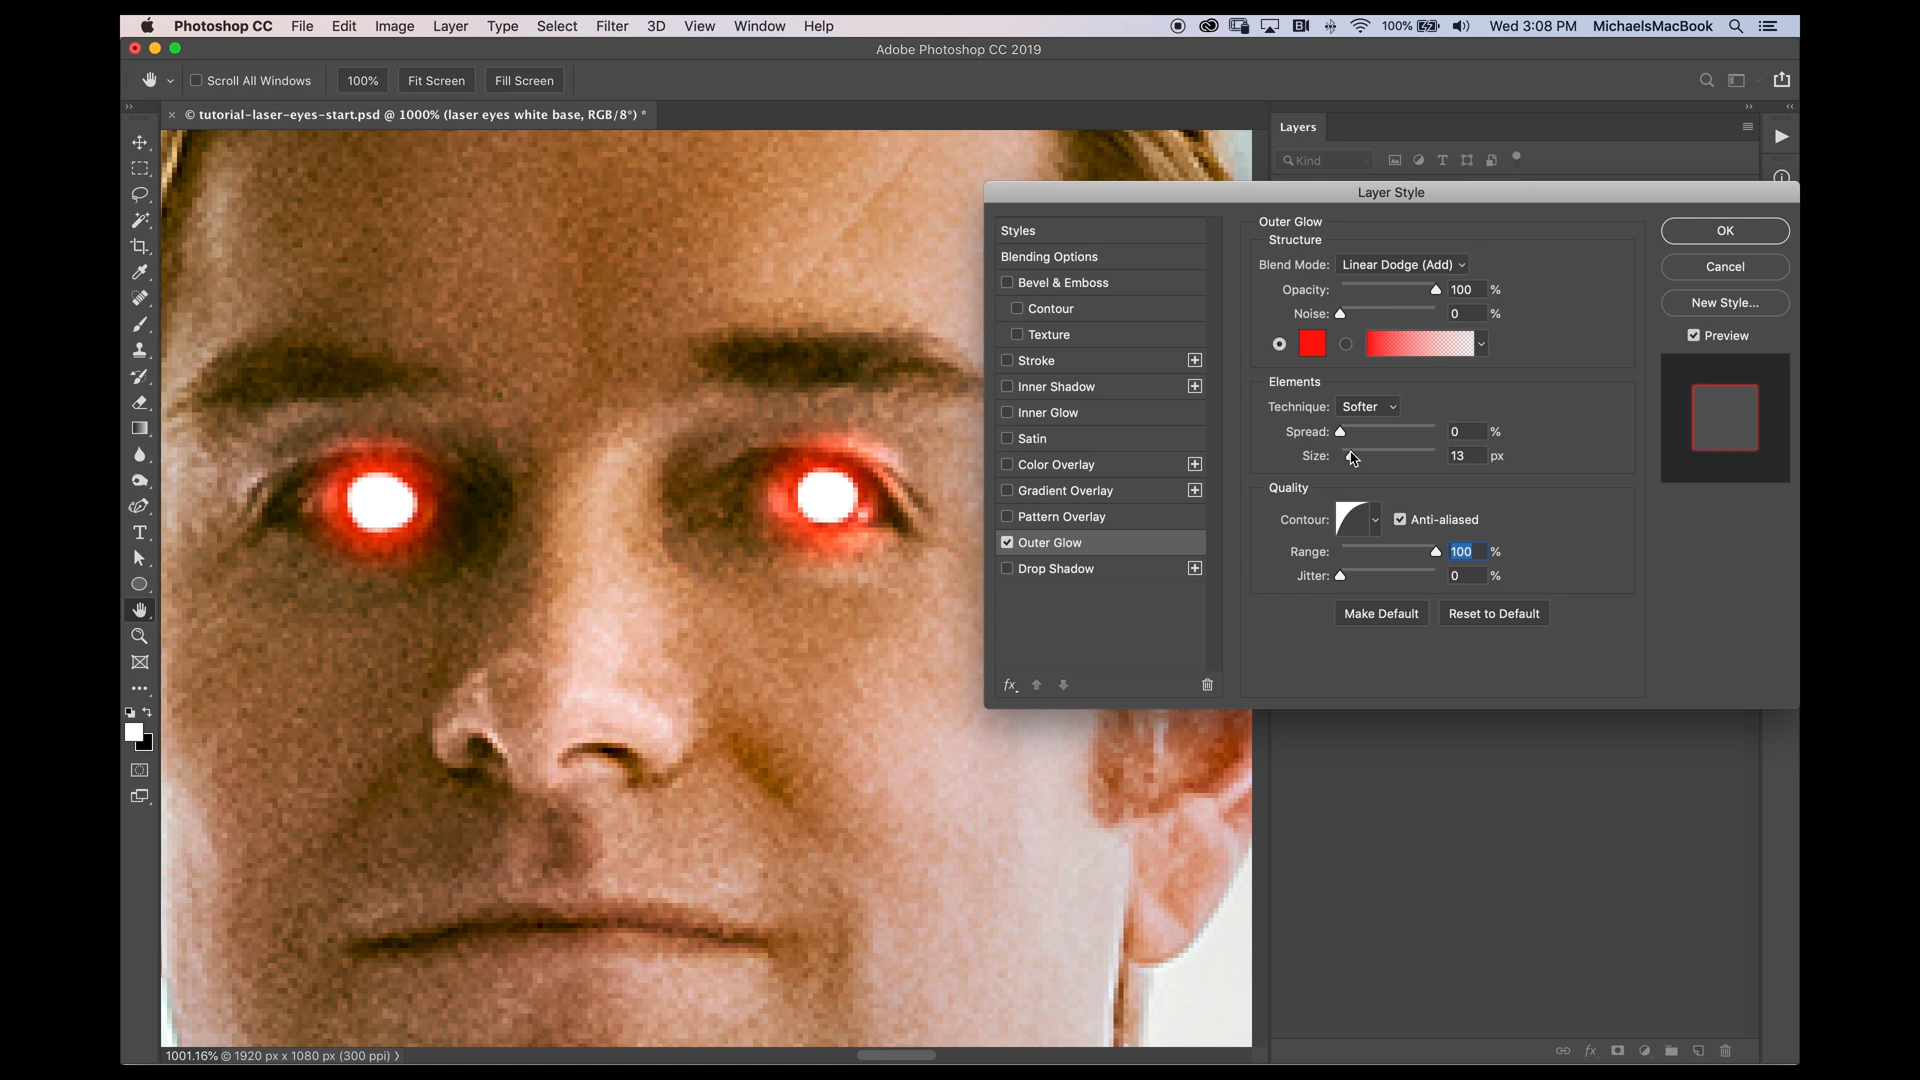 Photoshop CC File Edit Image Layer Type Select Filter 3D View Window Help 100% Wed 3:08 PM MichaelsMacBook
Adobe Photoshop CC 2019
Scroll All Windows 100% Fit Screen Fill Screen
× © tutorial-laser-eyes-start.psd @ 1000% (laser eyes white base, RGB/8*) *
Layers
Kind
Layer Style
Styles
Blending Options
Bevel & Emboss
Contour
Texture
Stroke
Inner Shadow
Inner Glow
Satin
Color Overlay
Gradient Overlay
Pattern Overlay
Outer Glow
Drop Shadow
fx
Outer Glow
Structure
Blend Mode: Linear Dodge (Add)
Opacity: 100 %
Noise: 0 %
Elements
Technique: Softer
Spread: 0 %
Size: 13 px
Quality
Contour: Anti-aliased
Range: 100 %
Jitter: 0 %
Make Default Reset to Default
OK
Cancel
New Style...
Preview
1001.16% © 1920 px x 1080 px (300 ppi)
fx